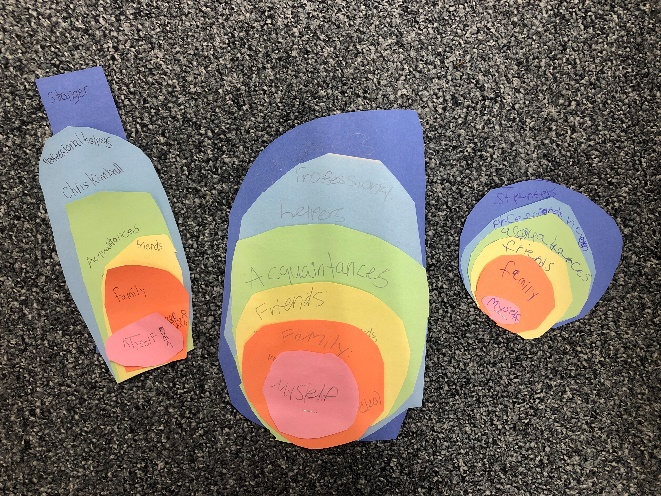 Stranger
Professional helpers
Chris Kimball
Acquaintances
friends
family
Myself
Professional
helpers
Acquaintances
Friends
Family
Myself
Strangers
Professional
acquaintances
friends
family
Myself